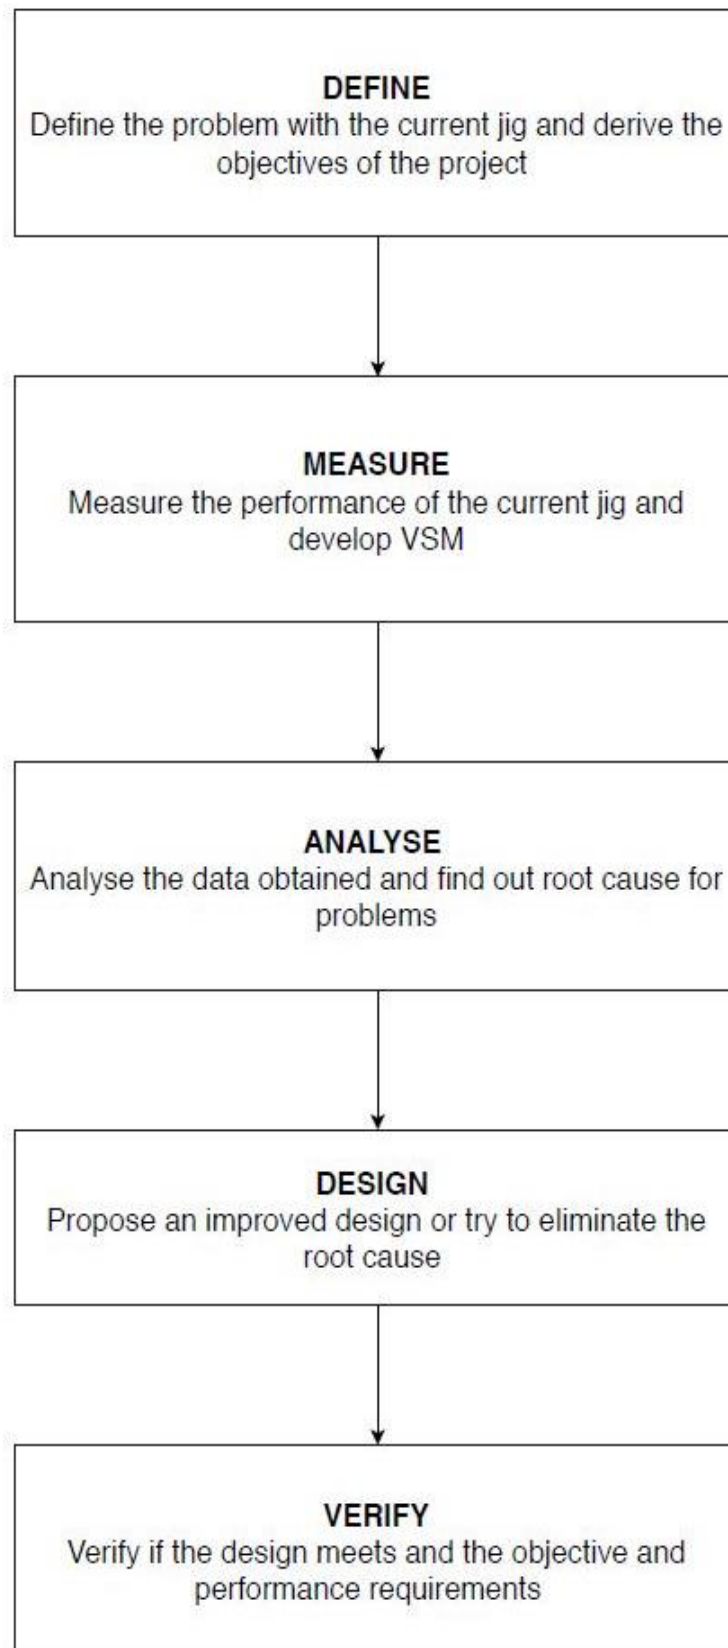 DEFINE
Define the problem with the current jig and derive the
objectives of the project
MEASURE
Measure the performance of the current jig and
develop VSM
ANALYSE
Analyse the data obtained and find out root cause for
problems
DESIGN
Propose an improved design or try to eliminate the
root cause
VERIFY
Verify if the design meets and the objective and
performance requirements